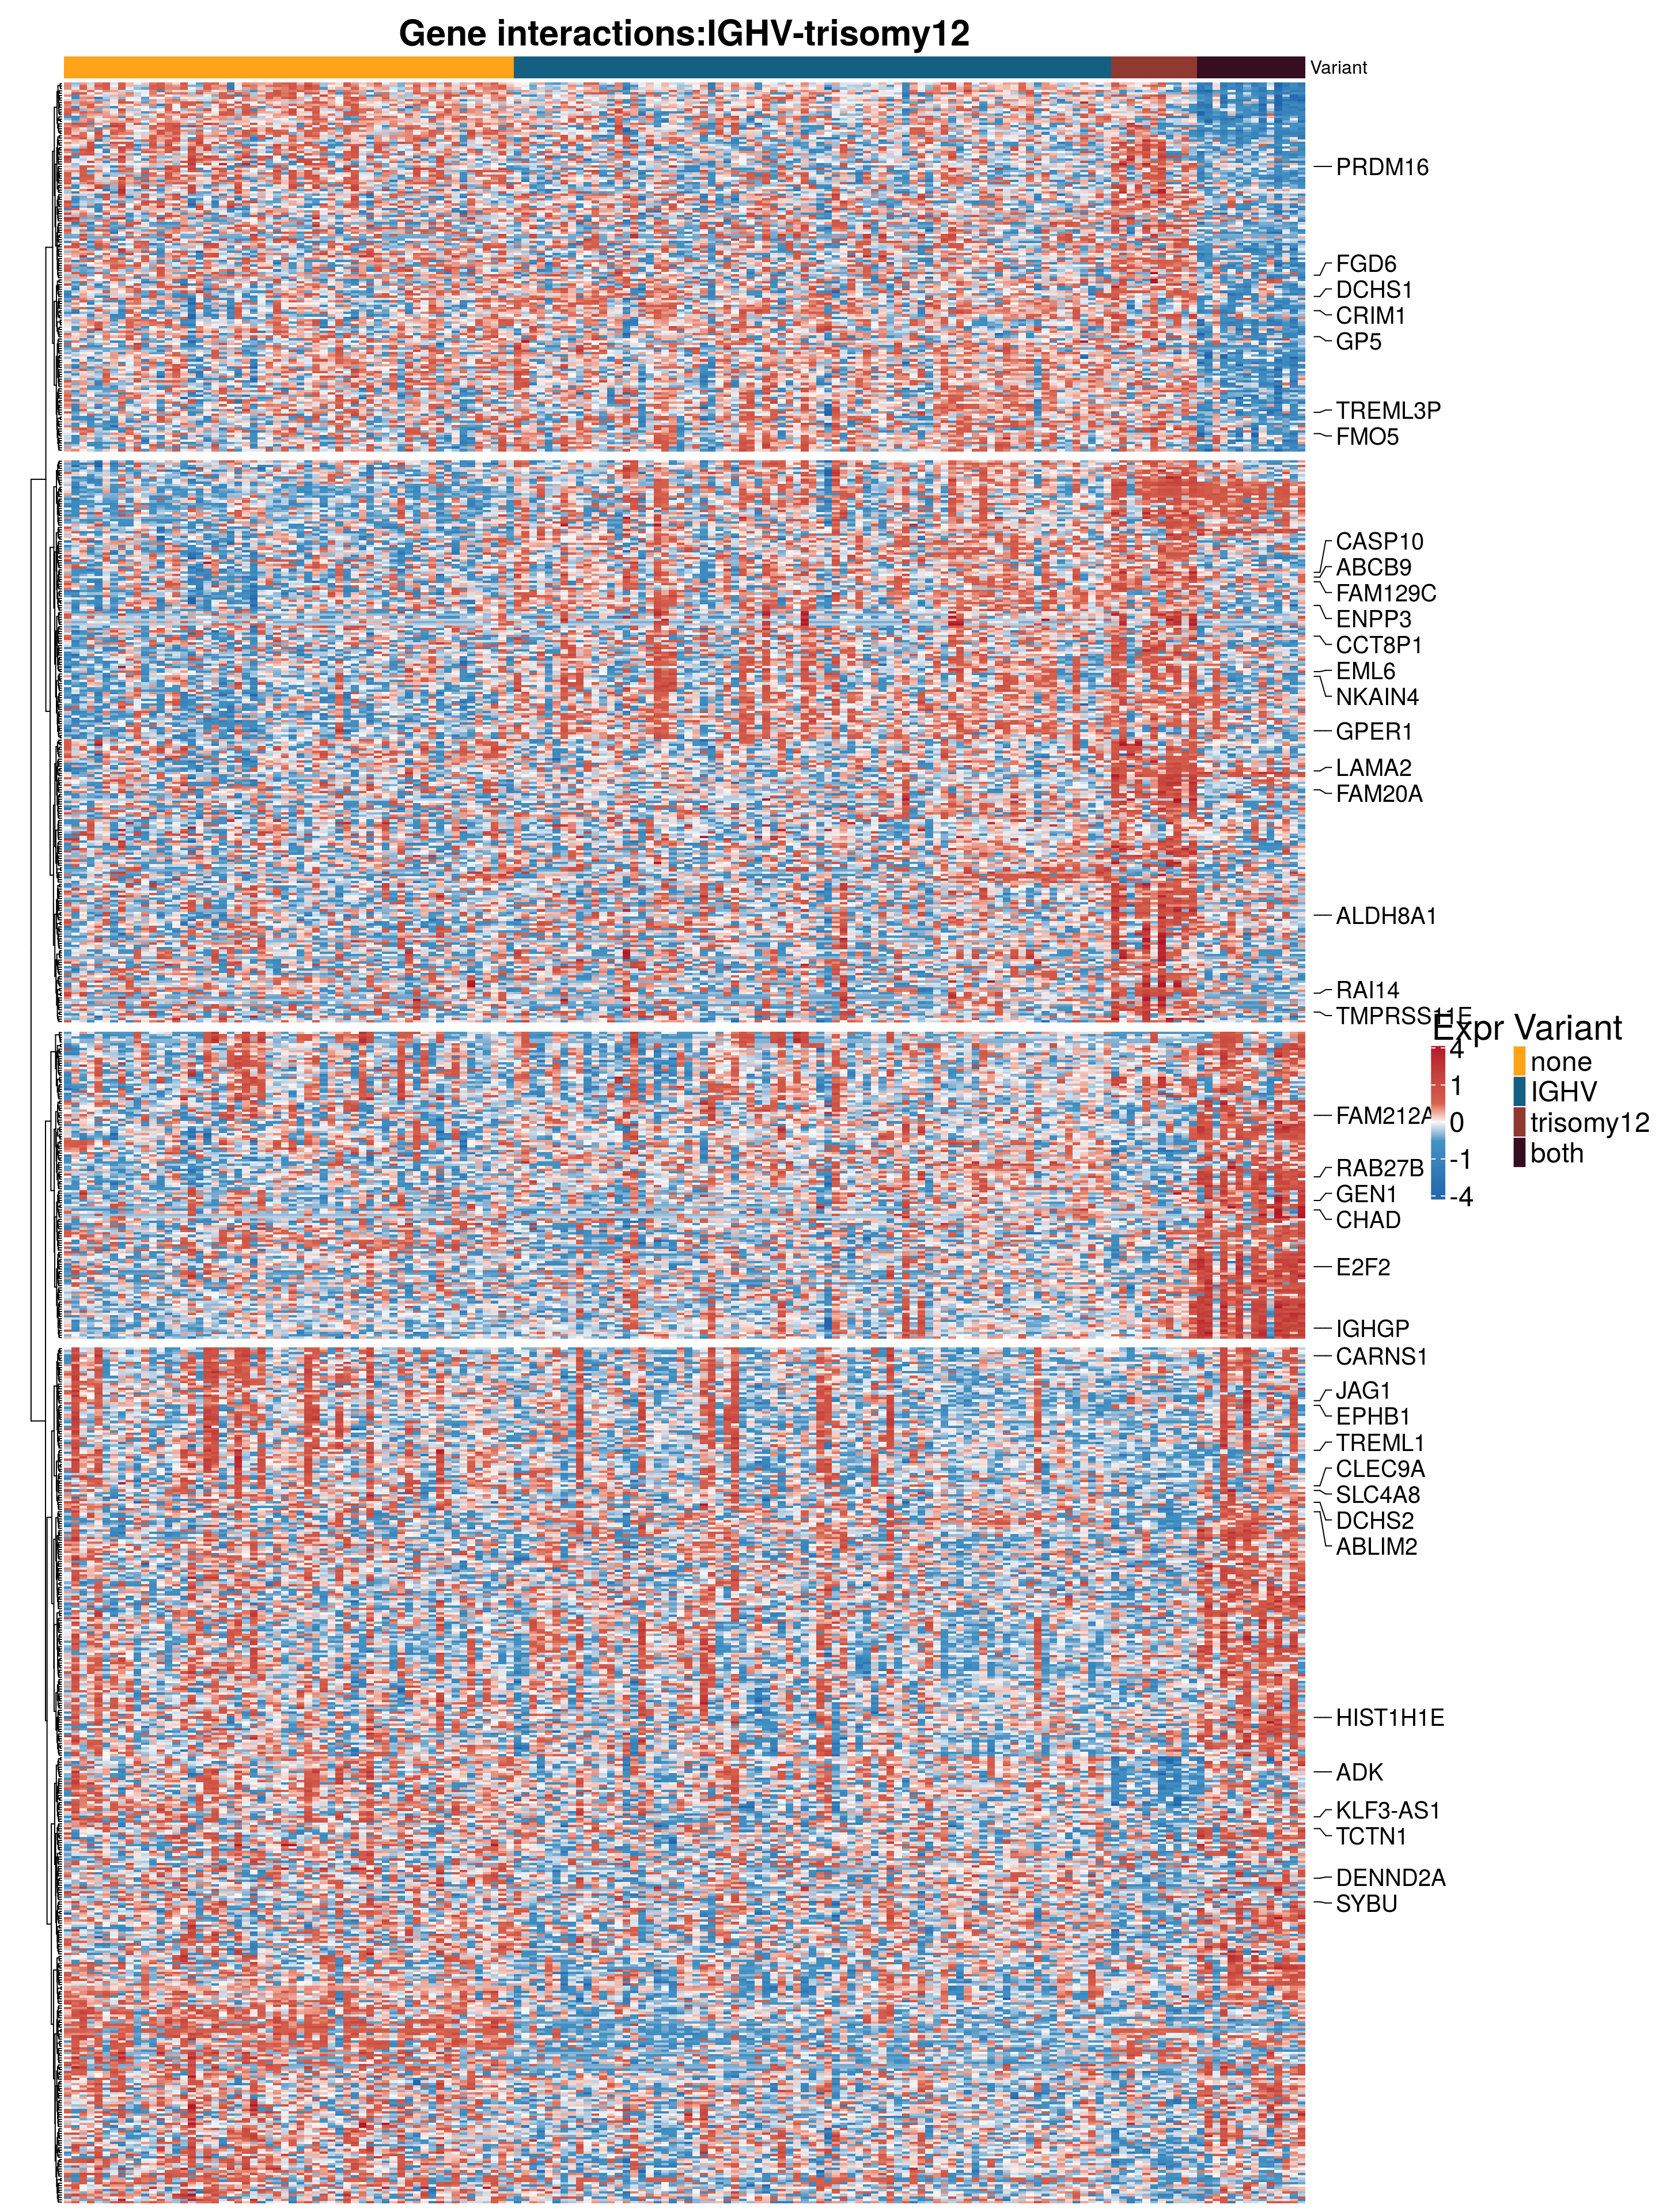 Gene interactions:IGHV-trisomy12
Variant
PRDM16
FGD6
DCHS1
CRIM1
GP5
TREML3P
FMO5
CASP10
ABCB9
FAM129C
ENPP3
CCT8P1
EML6
NKAIN4
GPER1
LAMA2
FAM20A
ALDH8A1
RAI14
TMPRSS11E
Expr Variant
4
1
0
-1
-4
none
IGHV
trisomy12
both
FAM212A
RAB27B
GEN1
CHAD
E2F2
IGHGP
CARNS1
JAG1
EPHB1
TREML1
CLEC9A
SLC4A8
DCHS2
ABLIM2
HIST1H1E
ADK
KLF3-AS1
TCTN1
DENND2A
SYBU